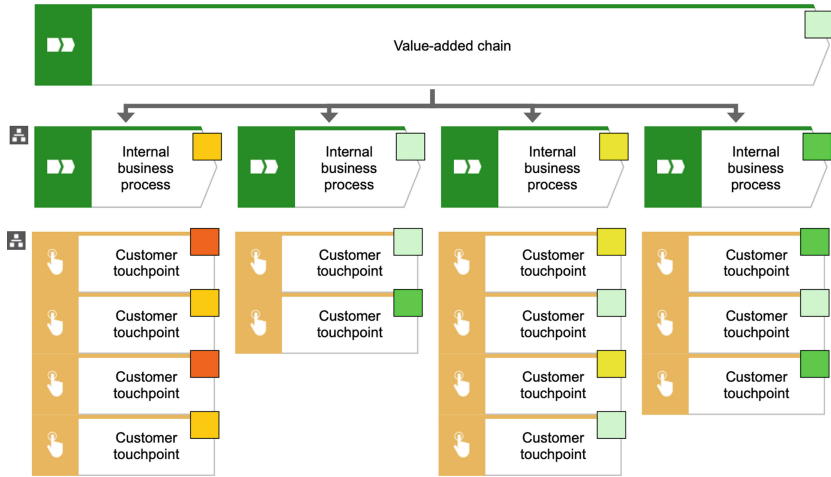 Value-added chain
Internal
business
process
Internal
business
process
Internal
business
process
Internal
business
process
Customer
touchpoint
Customer
touchpoint
Customer
touchpoint
Customer
touchpoint
Customer
touchpoint
Customer
touchpoint
Customer
touchpoint
Customer
touchpoint
Customer
touchpoint
Customer
touchpoint
Customer
touchpoint
Customer
touchpoint
Customer
touchpoint